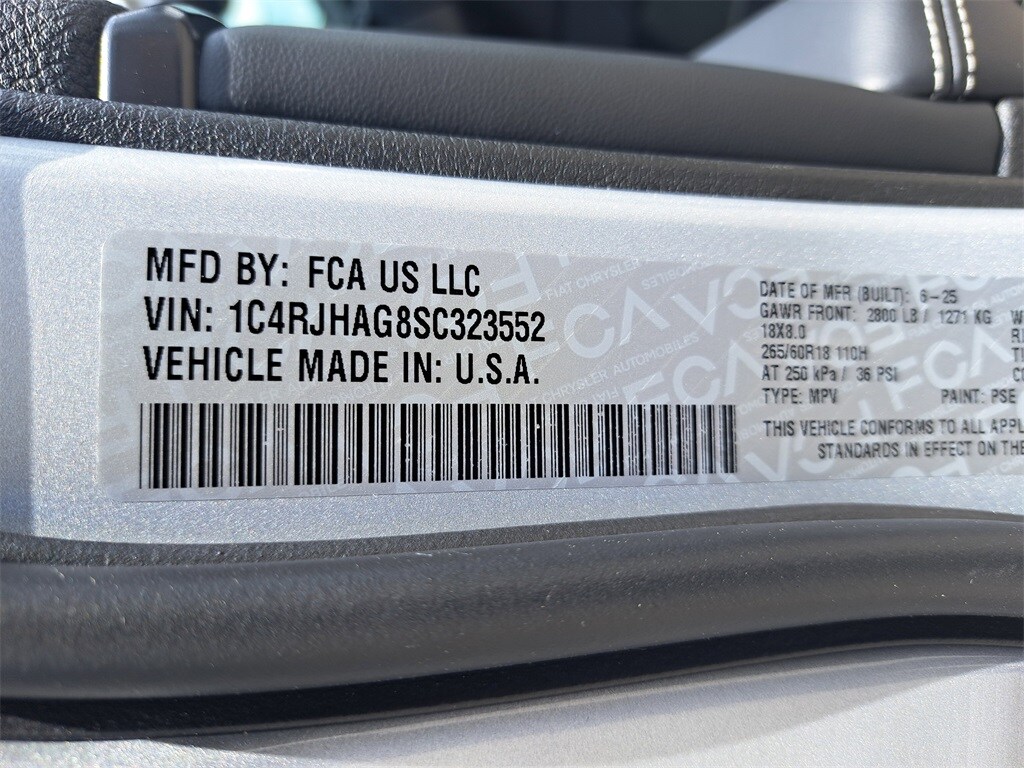 MFD BY: FCA US LLC
VIN: 1C4RJHAG8SC323552
VEHICLE MADE IN: U.S.A.
DATE OF MFR (BUILT): 6-25
GAWR FRONT: 2800 LB / 1271 KG
18X8.0
265/60R18 110H
AT 250 kPa / 36 PSI
TYPE: MPV PAINT: PSE
THIS VEHICLE CONFORMS TO ALL APPL
STANDARDS IN EFFECT ON THE